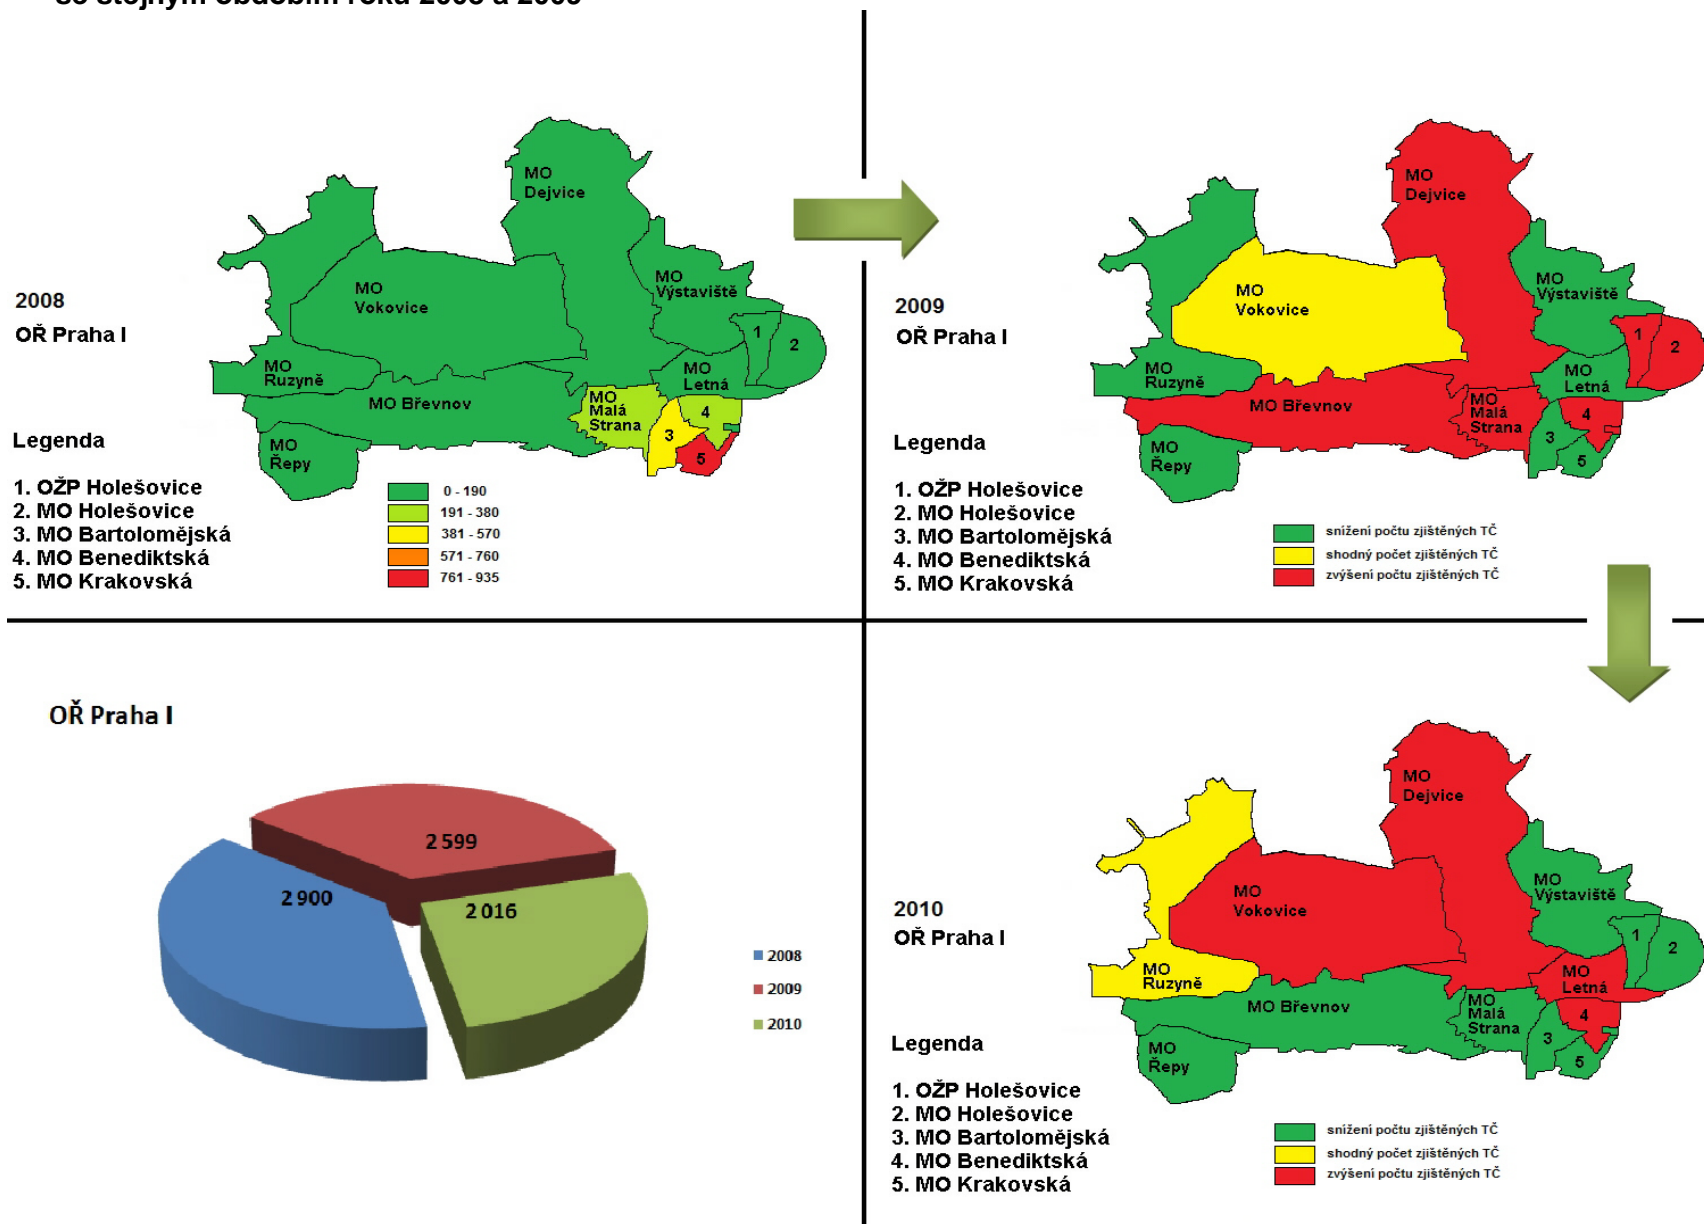 se stejným obdobím roku 2008 a 2009
2008
OŘ Praha I
MO
Dejvice
MO
Vokovice
MO
Výstaviště
1
2
MO
Ruzyně
MO
Letná
MO Břevnov
MO
Malá
Strana
4
3
5
MO
Řepy
Legenda
1. OŽP Holešovice
2. MO Holešovice
3. MO Bartolomějská
4. MO Benediktská
5. MO Krakovská
0 - 190
191 - 380
381 - 570
571 - 760
761 - 935
2009
OŘ Praha I
MO
Dejvice
MO
Vokovice
MO
Výstaviště
1
2
MO
Ruzyně
MO
Letná
MO Břevnov
MO
Malá
Strana
4
3
5
MO
Řepy
Legenda
1. OŽP Holešovice
2. MO Holešovice
3. MO Bartolomějská
4. MO Benediktská
5. MO Krakovská
snížení počtu zjištěných TČ
shodný počet zjištěných TČ
zvýšení počtu zjištěných TČ
OŘ Praha I
2 599
2 900
2 016
2008
2009
2010
2010
OŘ Praha I
MO
Dejvice
MO
Vokovice
MO
Výstaviště
1
2
MO
Ruzyně
MO
Letná
MO Břevnov
MO
Malá
Strana
4
3
5
MO
Řepy
Legenda
1. OŽP Holešovice
2. MO Holešovice
3. MO Bartolomějská
4. MO Benediktská
5. MO Krakovská
snížení počtu zjištěných TČ
shodný počet zjištěných TČ
zvýšení počtu zjištěných TČ